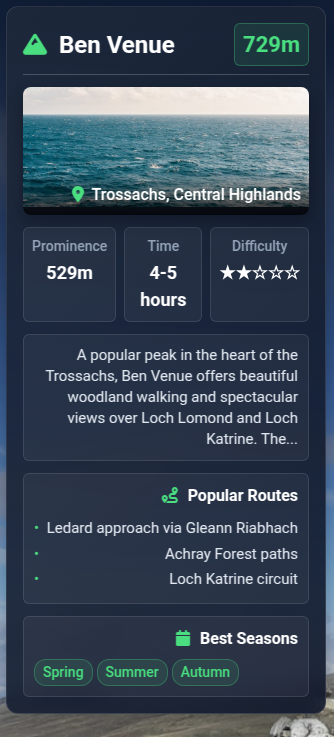 Ben Venue
729m
Trossachs, Central Highlands
Prominence
529m
Time
4-5
hours
Difficulty
★★☆☆☆
A popular peak in the heart of the
Trossachs, Ben Venue offers beautiful
woodland walking and spectacular
views over Loch Lomond and Loch
Katrine. The...
Popular Routes
• Ledard approach via Gleann Riabhach
• Achray Forest paths
• Loch Katrine circuit
Best Seasons
Spring
Summer
Autumn